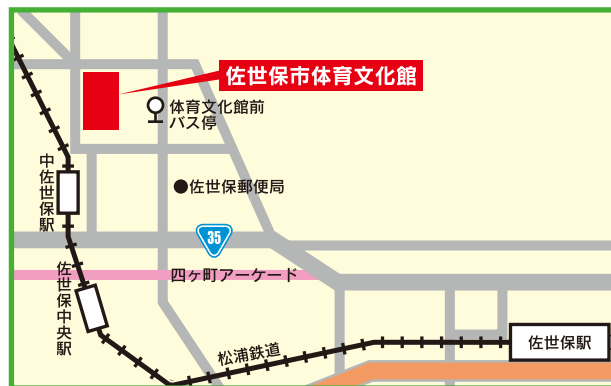 佐世保市体育文化館
体育文化館前
バス停
中佐世保駅
佐世保郵便局
35
四ヶ町アーケード
佐世保中央駅
松浦鉄道
佐世保駅